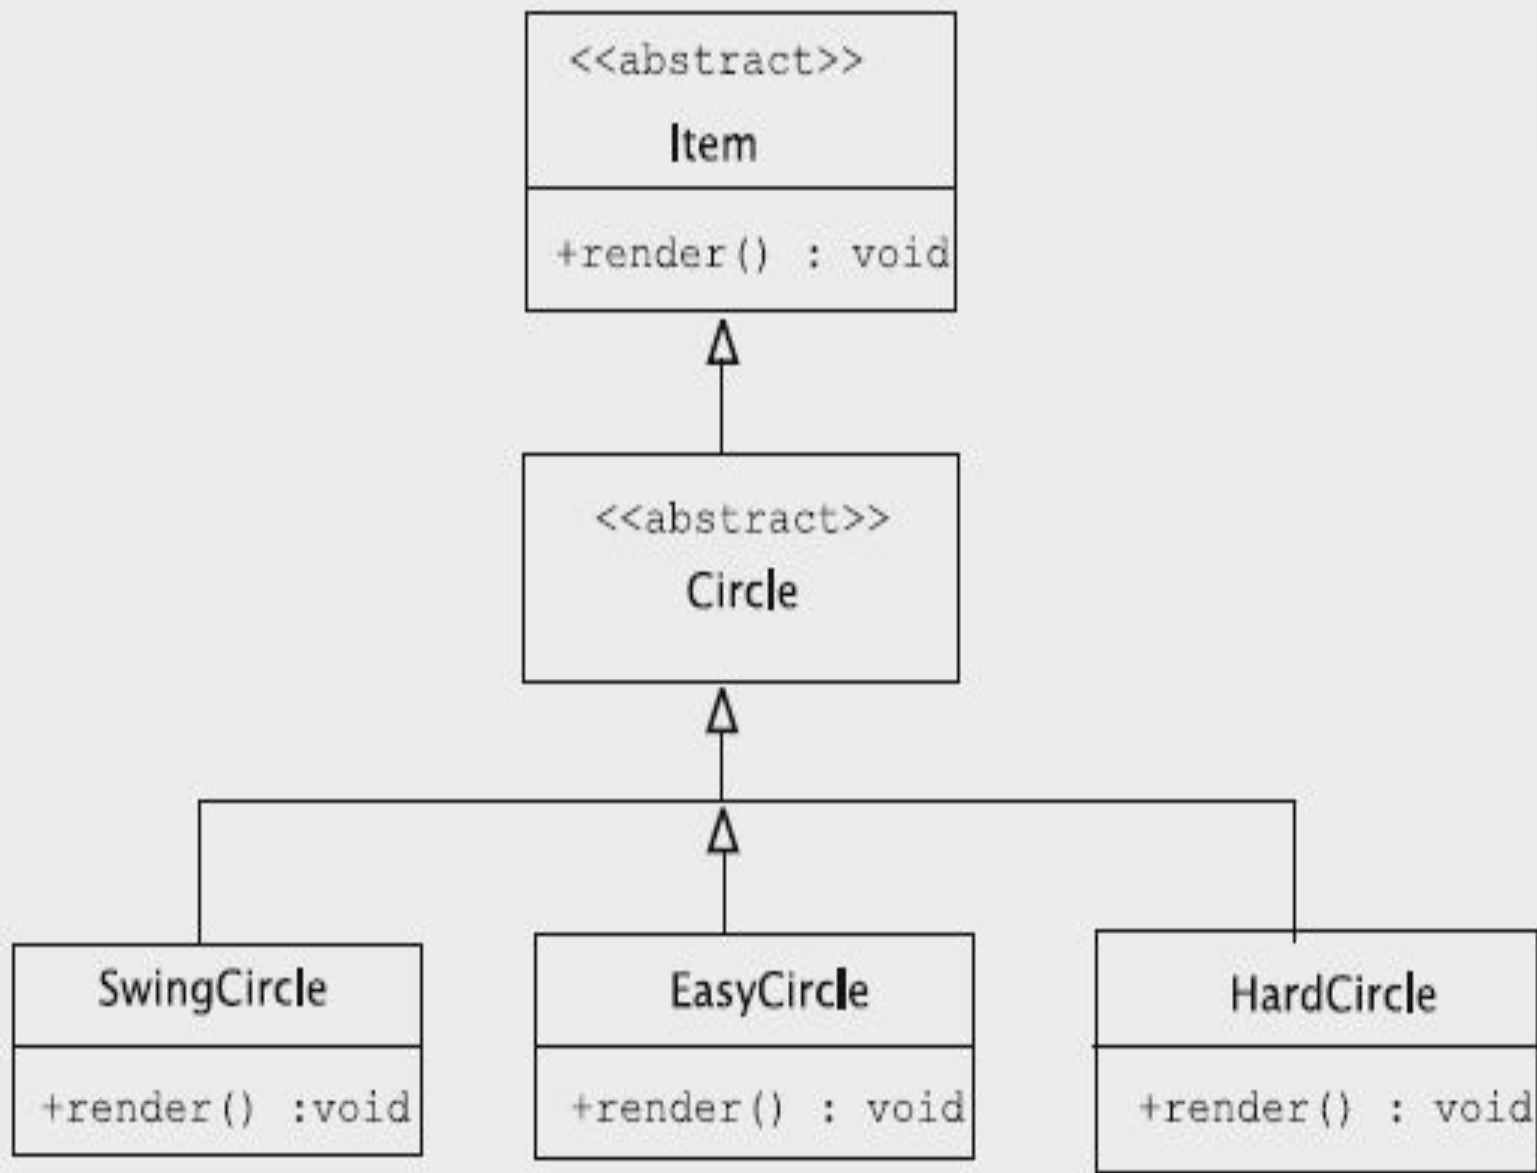 <<abstract>>
Item
+render() : void
<<abstract>>
Circle
SwingCircle
+render() :void
EasyCircle
+render() : void
HardCircle
+render() : void